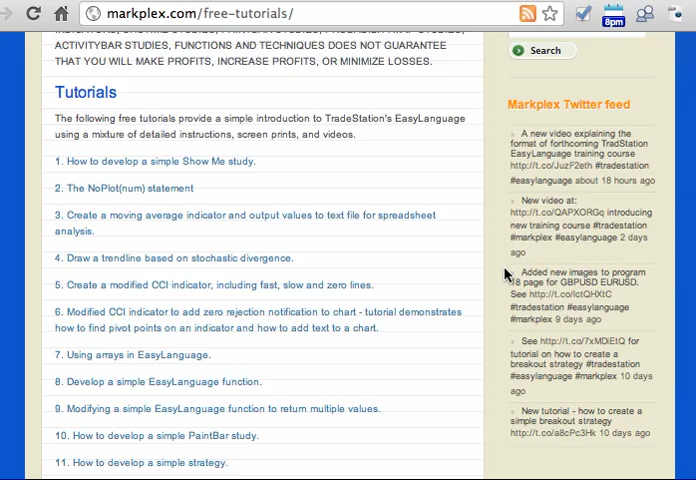 markplex.com/free-tutorials/
8pm
ACTIVITYBAR STUDIES, FUNCTIONS AND TECHNIQUES DOES NOT GUARANTEE
THAT YOU WILL MAKE PROFITS, INCREASE PROFITS, OR MINIMIZE LOSSES.
Tutorials
The following free tutorials provide a simple introduction to TradeStation's EasyLanguage
using a mixture of detailed instructions, screen prints, and videos.
1. How to develop a simple Show Me study.
2. The NoPlot(num) statement
3. Create a moving average indicator and output values to text file for spreadsheet
analysis.
4. Draw a trendline based on stochastic divergence.
5. Create a modified CCI indicator, including fast, slow and zero lines.
6. Modified CCI indicator to add zero rejection notification to chart - tutorial demonstrates
how to find pivot points on an indicator and how to add text to a chart.
7. Using arrays in EasyLanguage.
8. Develop a simple EasyLanguage function.
9. Modifying a simple EasyLanguage function to return multiple values.
10. How to develop a simple PaintBar study.
11. How to develop a simple strategy.
Search
Markplex Twitter feed
» A new video explaining the
format of forthcoming TradStation
EasyLanguage training course
http://t.co/JuzF2eth #tradestation
#easylanguage about 18 hours ago
» New video at:
http://t.co/QAPXORGq introducing
new training course #tradestation
#markplex #easylanguage 2 days
ago
Added new images to program
18 page for GBPUSD EURUSD.
See http://t.co/lctQHXtC
#tradestation #easylanguage
#markplex 9 days ago
» See http://t.co/7xMDiEtQ for
tutorial on how to create a
breakout strategy #tradestation
#easylanguage #markplex 10 days
ago
» New tutorial - how to create a
simple breakout strategy
http://t.co/a8cPc3Hk 10 days ago